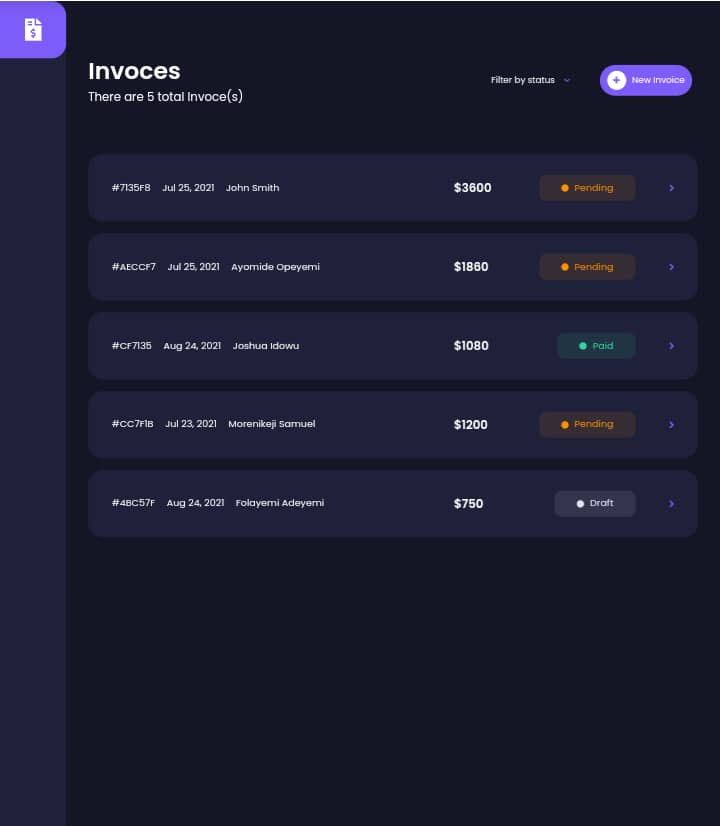 $
Invoces
There are 5 total Invoce(s)
Filter by status
New Invoice
#7135F8 Jul 25, 2021 John Smith $3600 Pending
#AECCF7 Jul 25, 2021 Ayomide Opeyemi $1860 Pending
#CF7135 Aug 24, 2021 Joshua Idowu $1080 Paid
#CC7F1B Jul 23, 2021 Morenikeji Samuel $1200 Pending
#4BC57F Aug 24, 2021 Folayemi Adeyemi $750 Draft